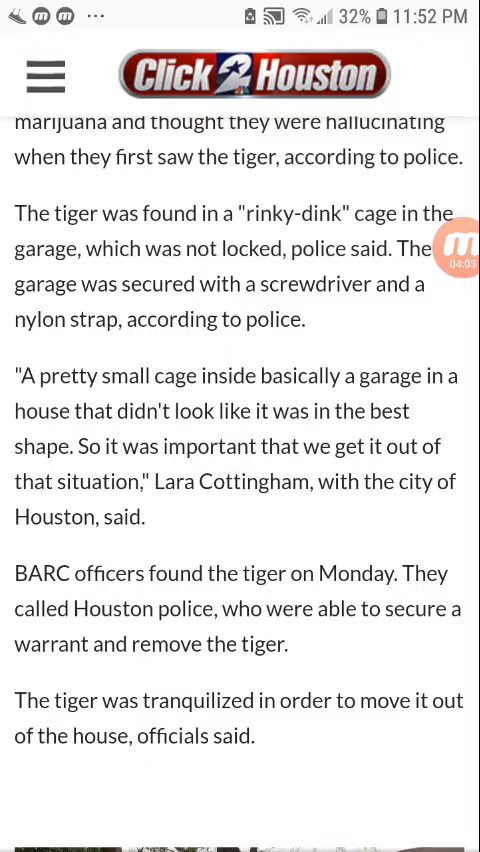 32% 11:52 PM
Click 2 Houston
marijuana and thought they were hallucinating
when they first saw the tiger, according to police.
The tiger was found in a "rinky-dink" cage in the
garage, which was not locked, police said. The
garage was secured with a screwdriver and a
nylon strap, according to police.
04:03
"A pretty small cage inside basically a garage in a
house that didn't look like it was in the best
shape. So it was important that we get it out of
that situation," Lara Cottingham, with the city of
Houston, said.
BARC officers found the tiger on Monday. They
called Houston police, who were able to secure a
warrant and remove the tiger.
The tiger was tranquilized in order to move it out
of the house, officials said.